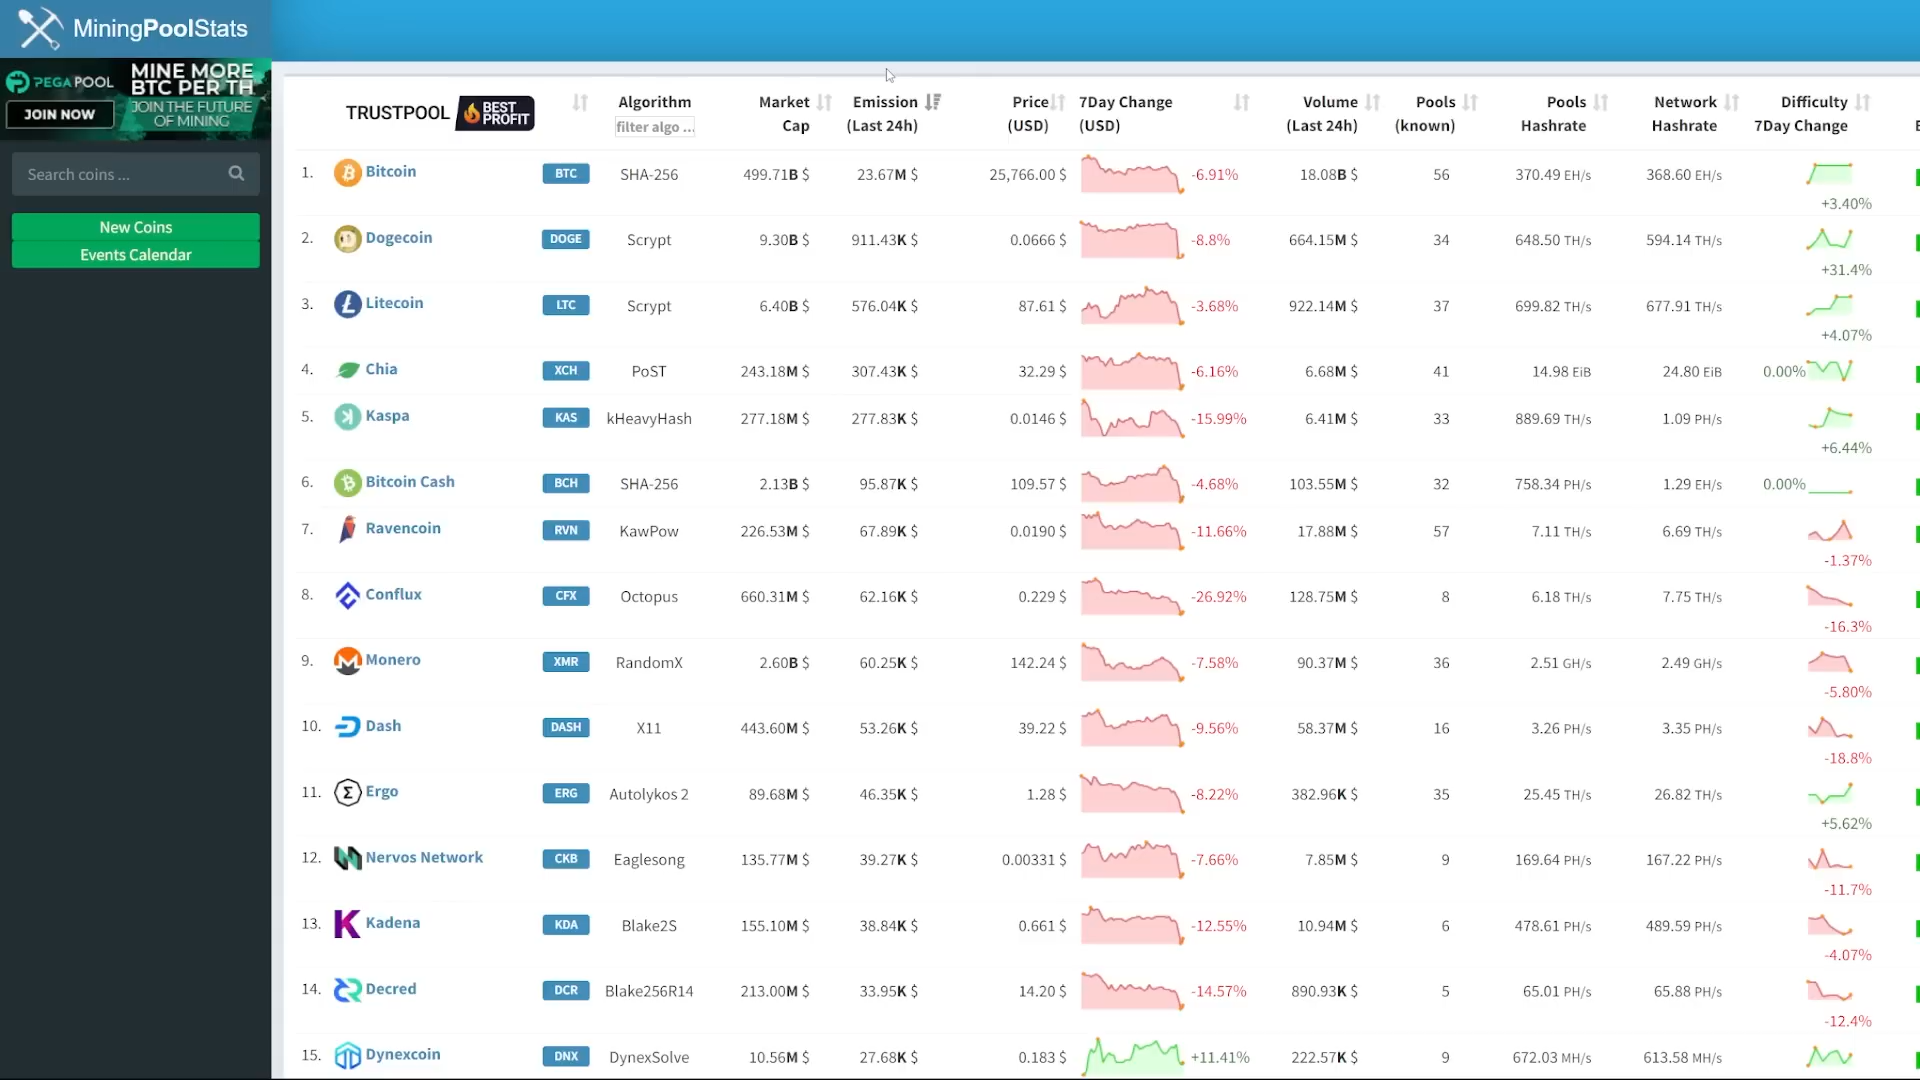 MiningPoolStats
PEGAPOOL
JOIN NOW
MINE MORE
BTC PER TH
JOIN THE FUTURE
OF MINING
Search coins ...
New Coins
Events Calendar
TRUSTPOOL BEST PROFIT Algorithm Market Cap Emission (Last 24h) Price (USD) 7Day Change (USD) Volume (Last 24h) Pools (known) Pools Hashrate Network Hashrate Difficulty 7Day Change
filter algo ...
1. Bitcoin BTC SHA-256 499.71B $ 23.67M $ 25,766.00 $ -6.91% 18.08B $ 56 370.49 EH/s 368.60 EH/s +3.40%
2. Dogecoin DOGE Scrypt 9.30B $ 911.43K $ 0.0666 $ -8.8% 664.15M $ 34 648.50 TH/s 594.14 TH/s +31.4%
3. Litecoin LTC Scrypt 6.40B $ 576.04K $ 87.61 $ -3.68% 922.14M $ 37 699.82 TH/s 677.91 TH/s +4.07%
4. Chia XCH PoST 243.18M $ 307.43K $ 32.29 $ -6.16% 6.68M $ 41 14.98 EiB 24.80 EiB 0.00%
5. Kaspa KAS kHeavyHash 277.18M $ 277.83K $ 0.0146 $ -15.99% 6.41M $ 33 889.69 TH/s 1.09 PH/s +6.44%
6. Bitcoin Cash BCH SHA-256 2.13B $ 95.87K $ 109.57 $ -4.68% 103.55M $ 32 758.34 PH/s 1.29 EH/s 0.00%
7. Ravencoin RVN KawPow 226.53M $ 67.89K $ 0.0190 $ -11.66% 17.88M $ 57 7.11 TH/s 6.69 TH/s -1.37%
8. Conflux CFX Octopus 660.31M $ 62.16K $ 0.229 $ -26.92% 128.75M $ 8 6.18 TH/s 7.75 TH/s -16.3%
9. Monero XMR RandomX 2.60B $ 60.25K $ 142.24 $ -7.58% 90.37M $ 36 2.51 GH/s 2.49 GH/s -5.80%
10. Dash DASH X11 443.60M $ 53.26K $ 39.22 $ -9.56% 58.37M $ 16 3.26 PH/s 3.35 PH/s -18.8%
11. Ergo ERG Autolykos 2 89.68M $ 46.35K $ 1.28 $ -8.22% 382.96K $ 35 25.45 TH/s 26.82 TH/s +5.62%
12. Nervos Network CKB Eaglesong 135.77M $ 39.27K $ 0.00331 $ -7.66% 7.85M $ 9 169.64 PH/s 167.22 PH/s -11.7%
13. Kadena KDA Blake2S 155.10M $ 38.84K $ 0.661 $ -12.55% 10.94M $ 6 478.61 PH/s 489.59 PH/s -4.07%
14. Decred DCR Blake256R14 213.00M $ 33.95K $ 14.20 $ -14.57% 890.93K $ 5 65.01 PH/s 65.88 PH/s -12.4%
15. Dynexcoin DNX DynexSolve 10.56M $ 27.68K $ 0.183 $ +11.41% 222.57K $ 9 672.03 MH/s 613.58 MH/s